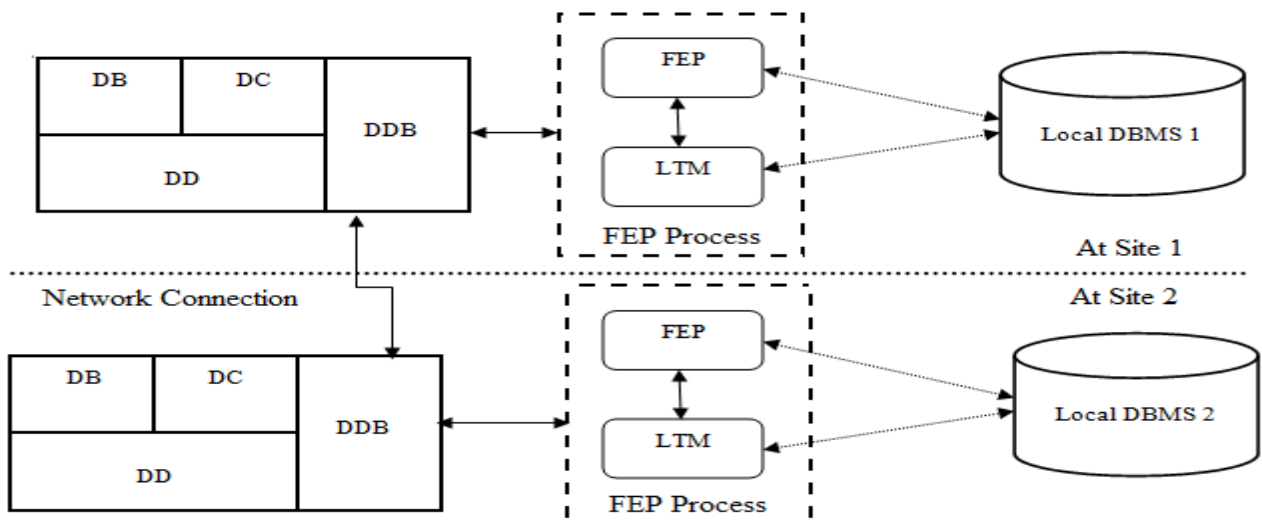 DB
DC
DDB
DD
FEP
LTM
FEP Process
Local DBMS 1
At Site 1
Network Connection
At Site 2
DB
DC
DDB
DD
FEP
LTM
FEP Process
Local DBMS 2